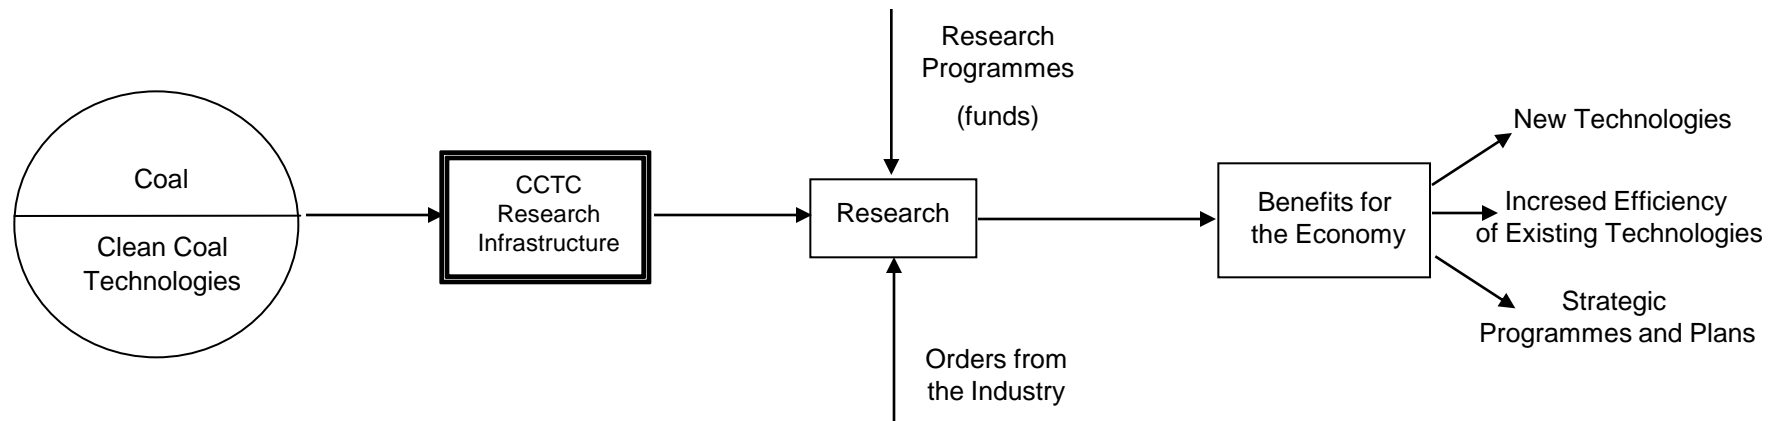 Coal
Clean Coal
Technologies
CCTC
Research
Infrastructure
Research
Programmes
(funds)
Research
Orders from
the Industry
Benefits for
the Economy
New Technologies
Incresed Efficiency
of Existing Technologies
Strategic
Programmes and Plans